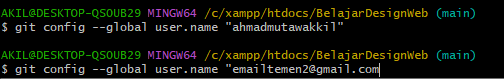 AKIL@DESKTOP-QSOUB29 MINGW64 /c/xampp/htdocs/BelajarDesignWeb (main)
$ git config --global user.name "ahmadmutawakkil"
AKIL@DESKTOP-QSOUB29 MINGW64 /c/xampp/htdocs/BelajarDesignWeb (main)
$ git config --global user.name "emailtemen2@gmail.com